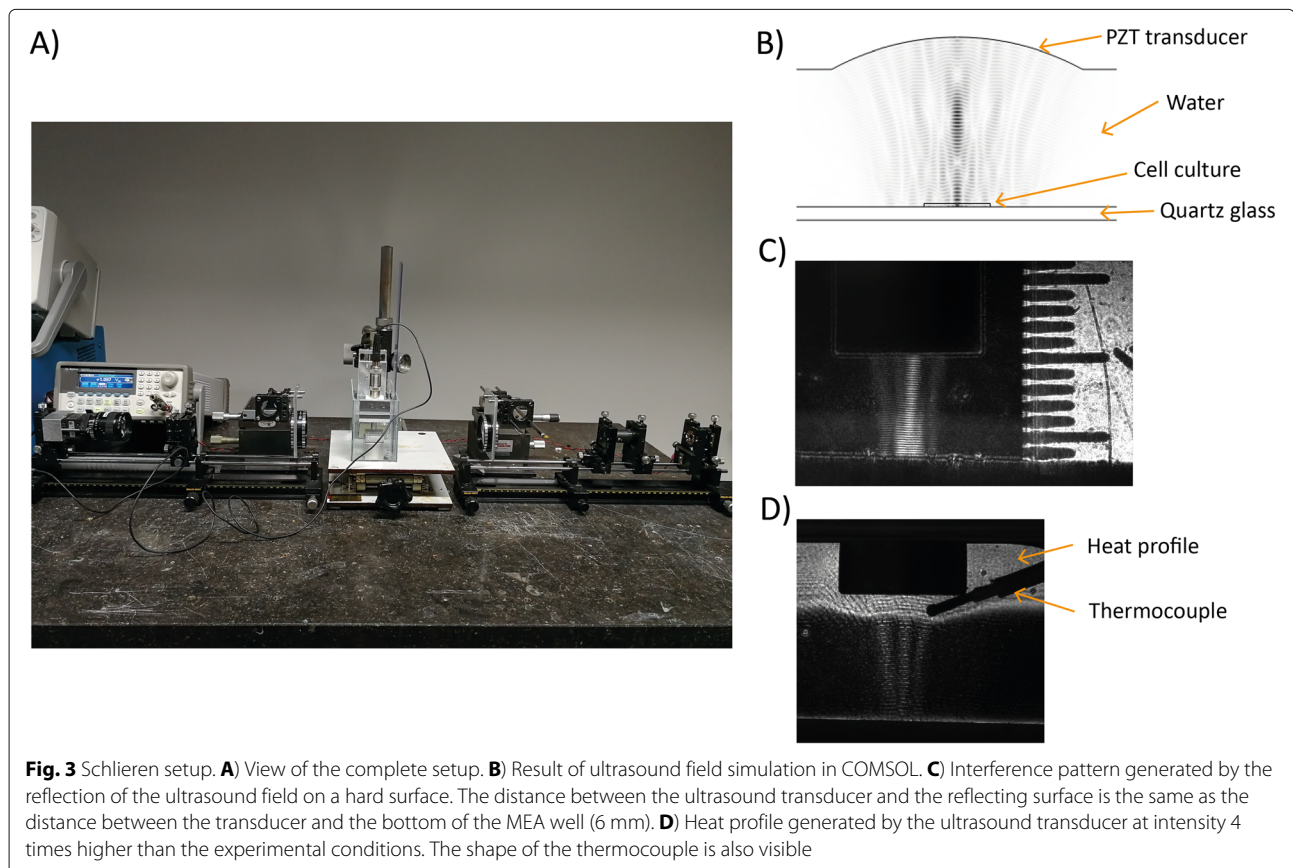 A)
B)
PZT transducer
Water
Cell culture
Quartz glass
C)
D)
Heat profile
Thermocouple
Fig. 3 Schlieren setup. A) View of the complete setup. B) Result of ultrasound field simulation in COMSOL. C) Interference pattern generated by the
reflection of the ultrasound field on a hard surface. The distance between the ultrasound transducer and the reflecting surface is the same as the
distance between the transducer and the bottom of the MEA well (6 mm). D) Heat profile generated by the ultrasound transducer at intensity 4
times higher than the experimental conditions. The shape of the thermocouple is also visible